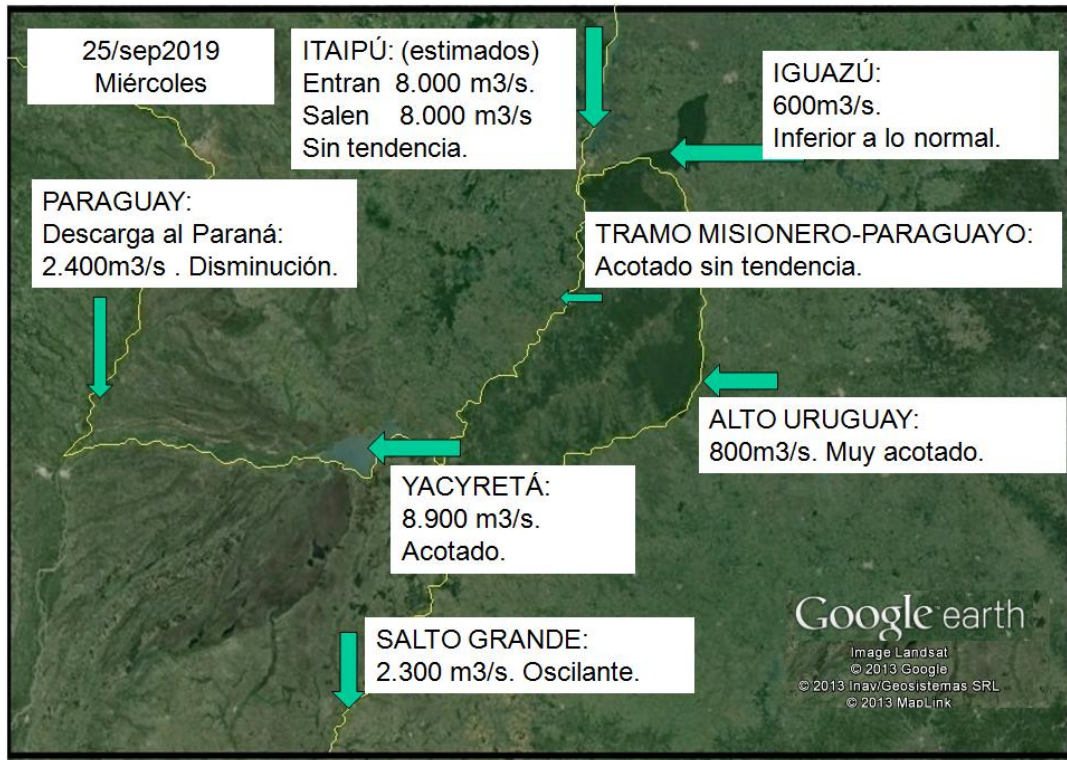 25/sep2019
Miércoles
ITAIPÚ: (estimados)
Entran 8.000 m3/s.
Salen 8.000 m3/s
Sin tendencia.
IGUAZÚ:
600m3/s.
Inferior a lo normal.
PARAGUAY:
Descarga al Paraná:
2.400m3/s . Disminución.
TRAMO MISIONERO-PARAGUAYO:
Acotado sin tendencia.
ALTO URUGUAY:
800m3/s. Muy acotado.
YACYRETÁ:
8.900 m3/s.
Acotado.
SALTO GRANDE:
2.300 m3/s. Oscilante.
Google earth
Image Landsat
© 2013 Google
© 2013 Inav/Geosistemas SRL
© 2013 MapLink